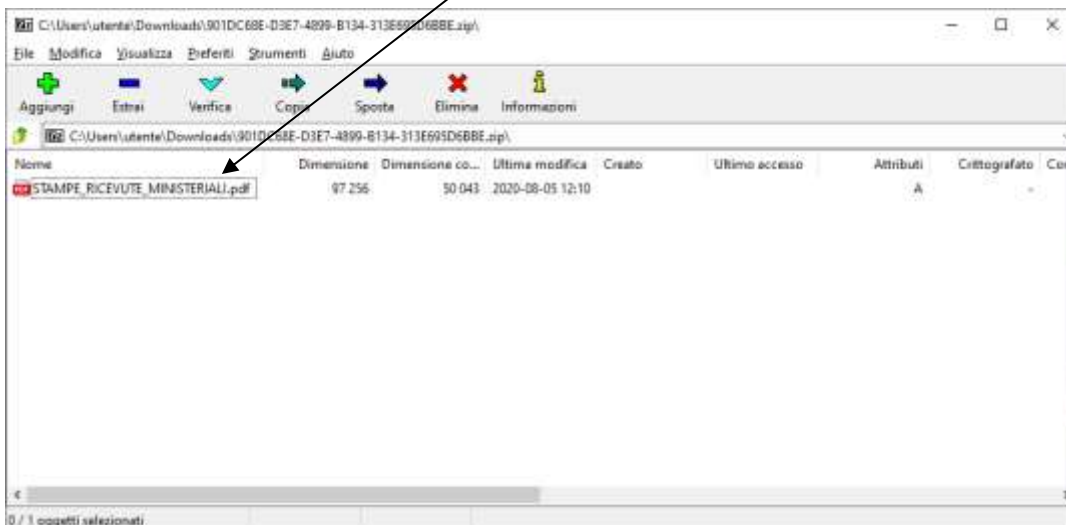 C:\Users\utente\Downloads\901DC68E-D3E7-4899-B134-313E695D6BBE.zip\
File Modifica Visualizza Preferiti Strumenti Aiuto
Aggiungi Estrai Verifica Copia Sposta Elimina Informazioni
C:\Users\utente\Downloads\901DC68E-D3E7-4899-B134-313E695D6BBE.zip\
Nome Dimensione Dimensione co... Ultima modifica Creato Ultimo accesso Attributi Crittografato Co
STAMPE_RICEVUTE_MINISTERIALI.pdf 97 256 50 043 2020-08-05 12:10 A -
0 / 1 oggetti selezionati